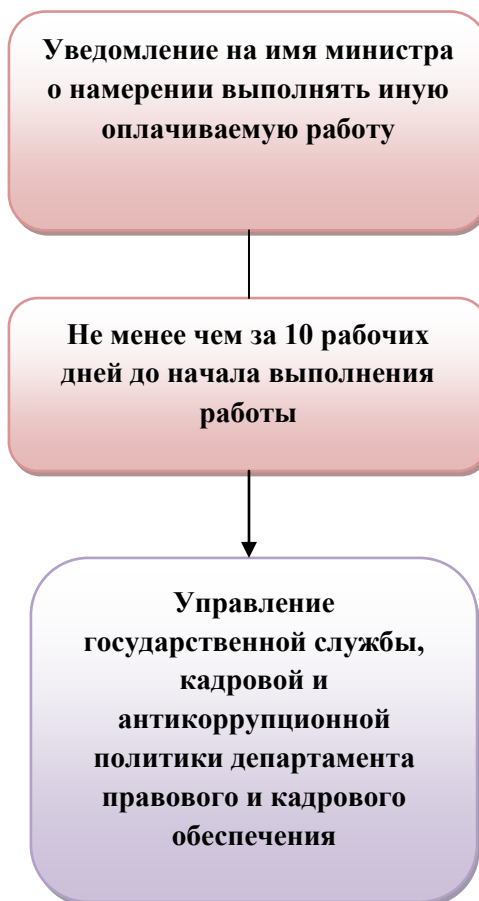 Уведомление на имя министра
о намерении выполнять иную
оплачиваемую работу
Не менее чем за 10 рабочих
дней до начала выполнения
работы
Управление
государственной службы,
кадровой и
антикоррупционной
политики департамента
правового и кадрового
обеспечения